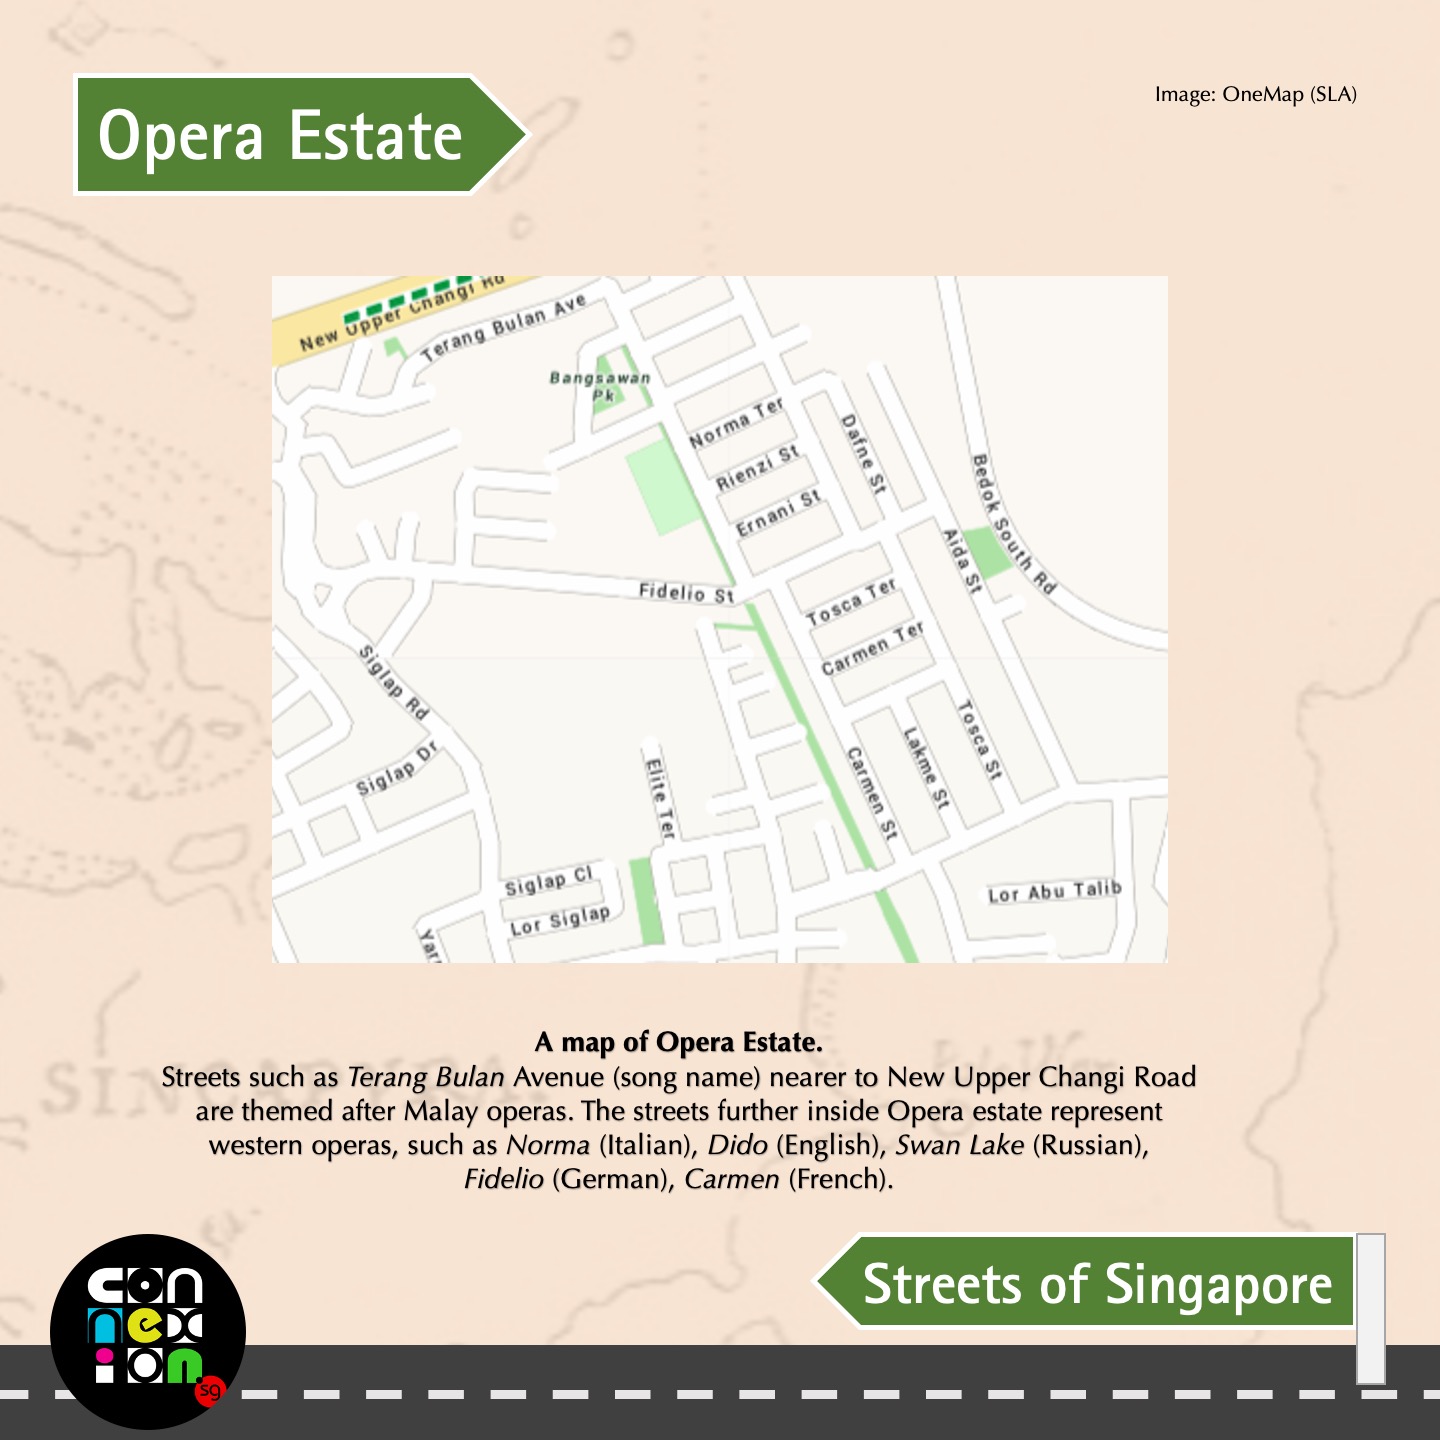 Opera Estate
Image: OneMap (SLA)
New Upper Changi Rd
Terang Bulan Ave
Bangsawan
Pk
Norma Ter
Dafne St
Rienzi St
Ernani St
Bedok South Rd
Aida St
Fidelio St
Tosca Ter
Carmen Ter
Siglap Rd
Siglap Dr
Elite Ter
Carmen St
Lakme St
Tosca St
Siglap Cl
Lor Siglap
Lor Abu Talib
A map of Opera Estate.
Streets such as Terang Bulan Avenue (song name) nearer to New Upper Changi Road
are themed after Malay operas. The streets further inside Opera estate represent
western operas, such as Norma (Italian), Dido (English), Swan Lake (Russian),
Fidelio (German), Carmen (French).
SINCAPURA
Streets of Singapore
con
nex
ion
.sg